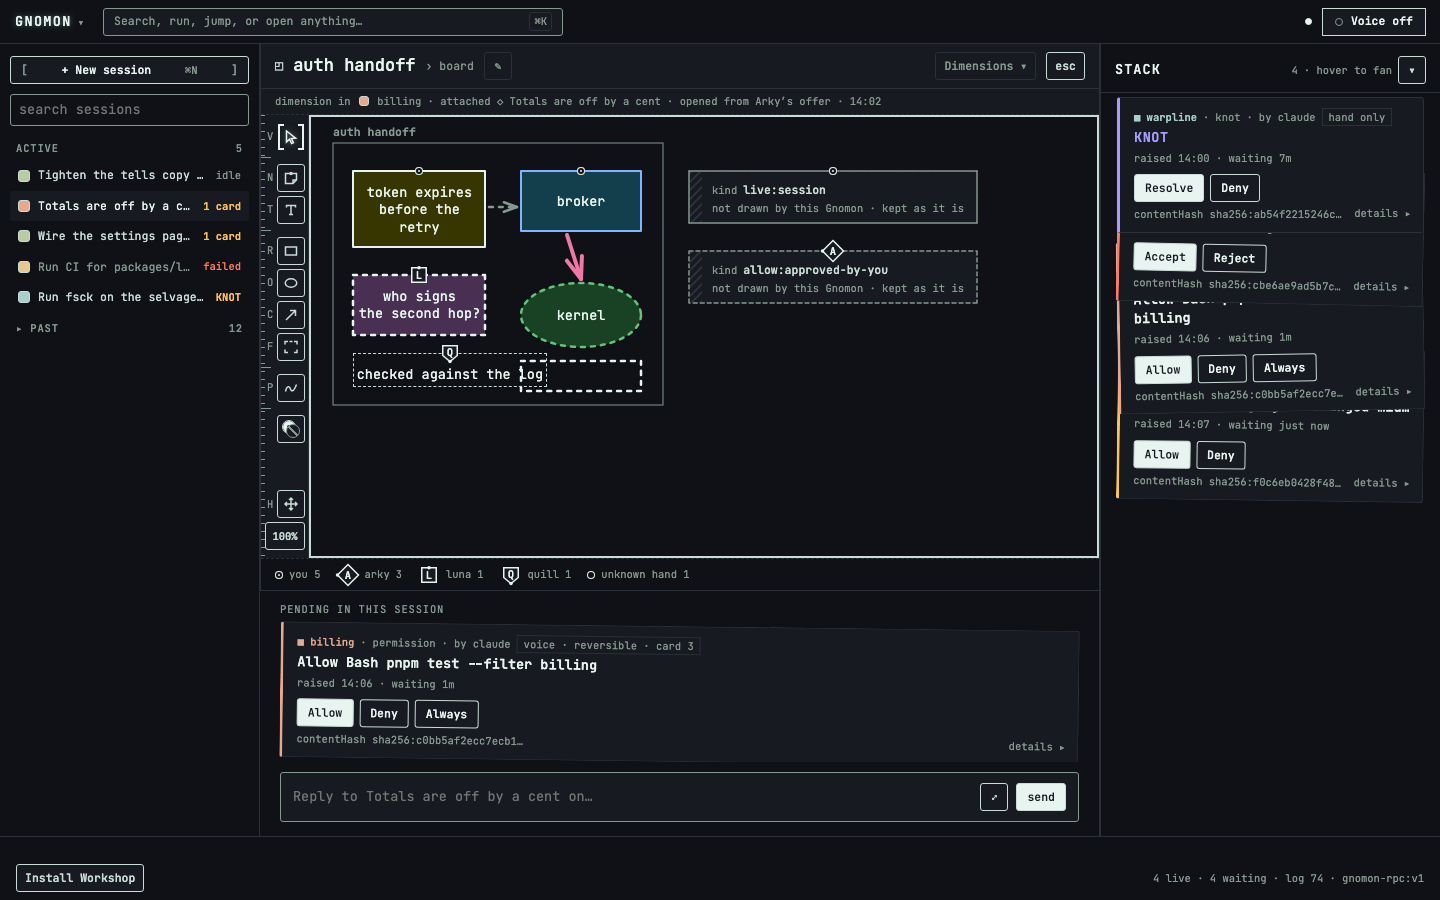 GNOMON ▾
Search, run, jump, or open anything… ⌘K
○ Voice off
[ + New session ⌘N ]
search sessions
ACTIVE 5
Tighten the tells copy … idle
Totals are off by a c… 1 card
Wire the settings pag… 1 card
Run CI for packages/l… failed
Run fsck on the selvage… KNOT
▸ PAST 12
auth handoff › board ✎
Dimensions ▾ esc
dimension in billing · attached ◇ Totals are off by a cent · opened from Arky’s offer · 14:02
V
N
T
R
O
C
F
P
H
100%
auth handoff
token expires
before the
retry
broker
L
who signs
the second hop?
kernel
Q
checked against the log
kind live:session
not drawn by this Gnomon · kept as it is
A
kind allow:approved-by-you
not drawn by this Gnomon · kept as it is
you 5 A arky 3 L luna 1 Q quill 1 unknown hand 1
PENDING IN THIS SESSION
■ billing · permission · by claude voice · reversible · card 3
Allow Bash pnpm test --filter billing
raised 14:06 · waiting 1m
Allow Deny Always
contentHash sha256:c0bb5af2ecc7ecb1…
details ▸
Reply to Totals are off by a cent on…
send
STACK 4 · hover to fan ▾
■ warpline · knot · by claude hand only
KNOT
raised 14:00 · waiting 7m
Resolve Deny
contentHash sha256:ab54f2215246c… details ▸
Accept Reject
contentHash sha256:cbe6ae9ad5b7c… details ▸
billing
raised 14:06 · waiting 1m
Allow Deny Always
contentHash sha256:c0bb5af2ecc7e… details ▸
raised 14:07 · waiting just now
Allow Deny
contentHash sha256:f0c6eb0428f48… details ▸
Install Workshop
4 live · 4 waiting · log 74 · gnomon-rpc:v1